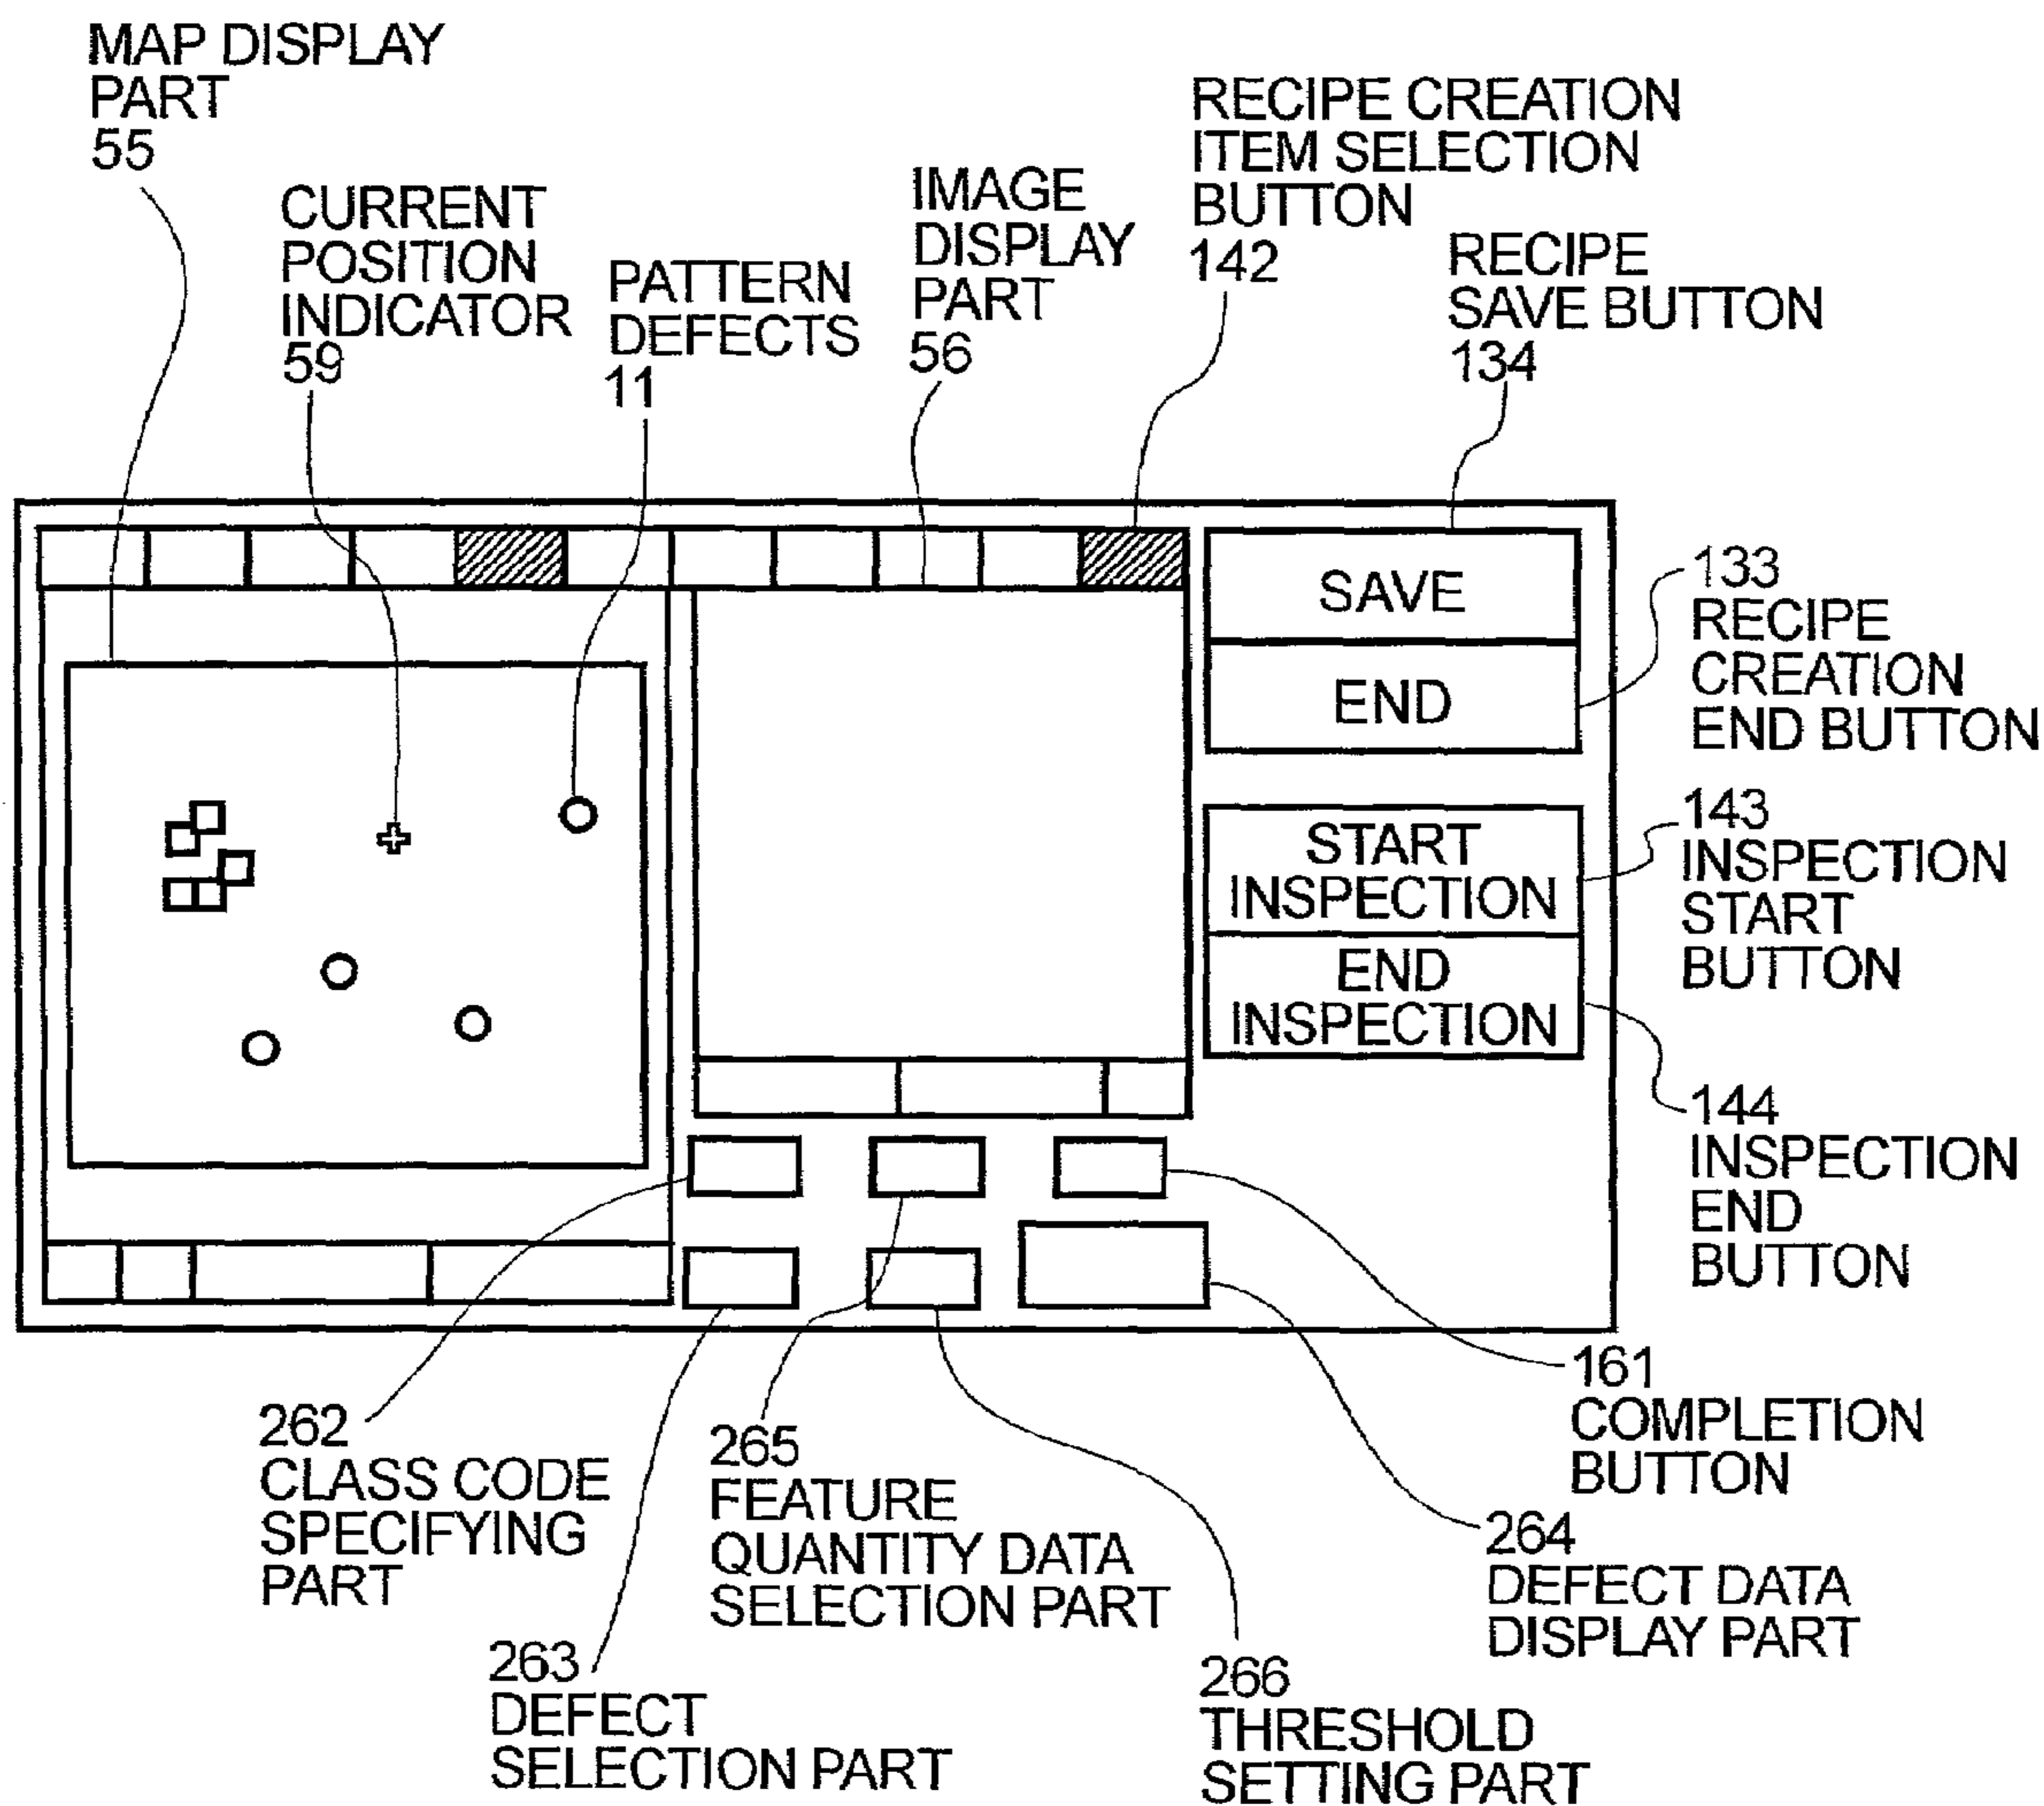 MAP DISPLAY
PART
55
CURRENT
POSITION
INDICATOR
59
PATTERN
DEFECTS
11
IMAGE
DISPLAY
PART
56
RECIPE CREATION
ITEM SELECTION
BUTTON
142
RECIPE
SAVE BUTTON
134
SAVE
END
START
INSPECTION
END
INSPECTION
133
RECIPE
CREATION
END BUTTON
143
INSPECTION
START
BUTTON
144
INSPECTION
END
BUTTON
161
COMPLETION
BUTTON
262
CLASS CODE
SPECIFYING
PART
265
FEATURE
QUANTITY DATA
SELECTION PART
264
DEFECT DATA
DISPLAY PART
263
DEFECT
SELECTION PART
266
THRESHOLD
SETTING PART